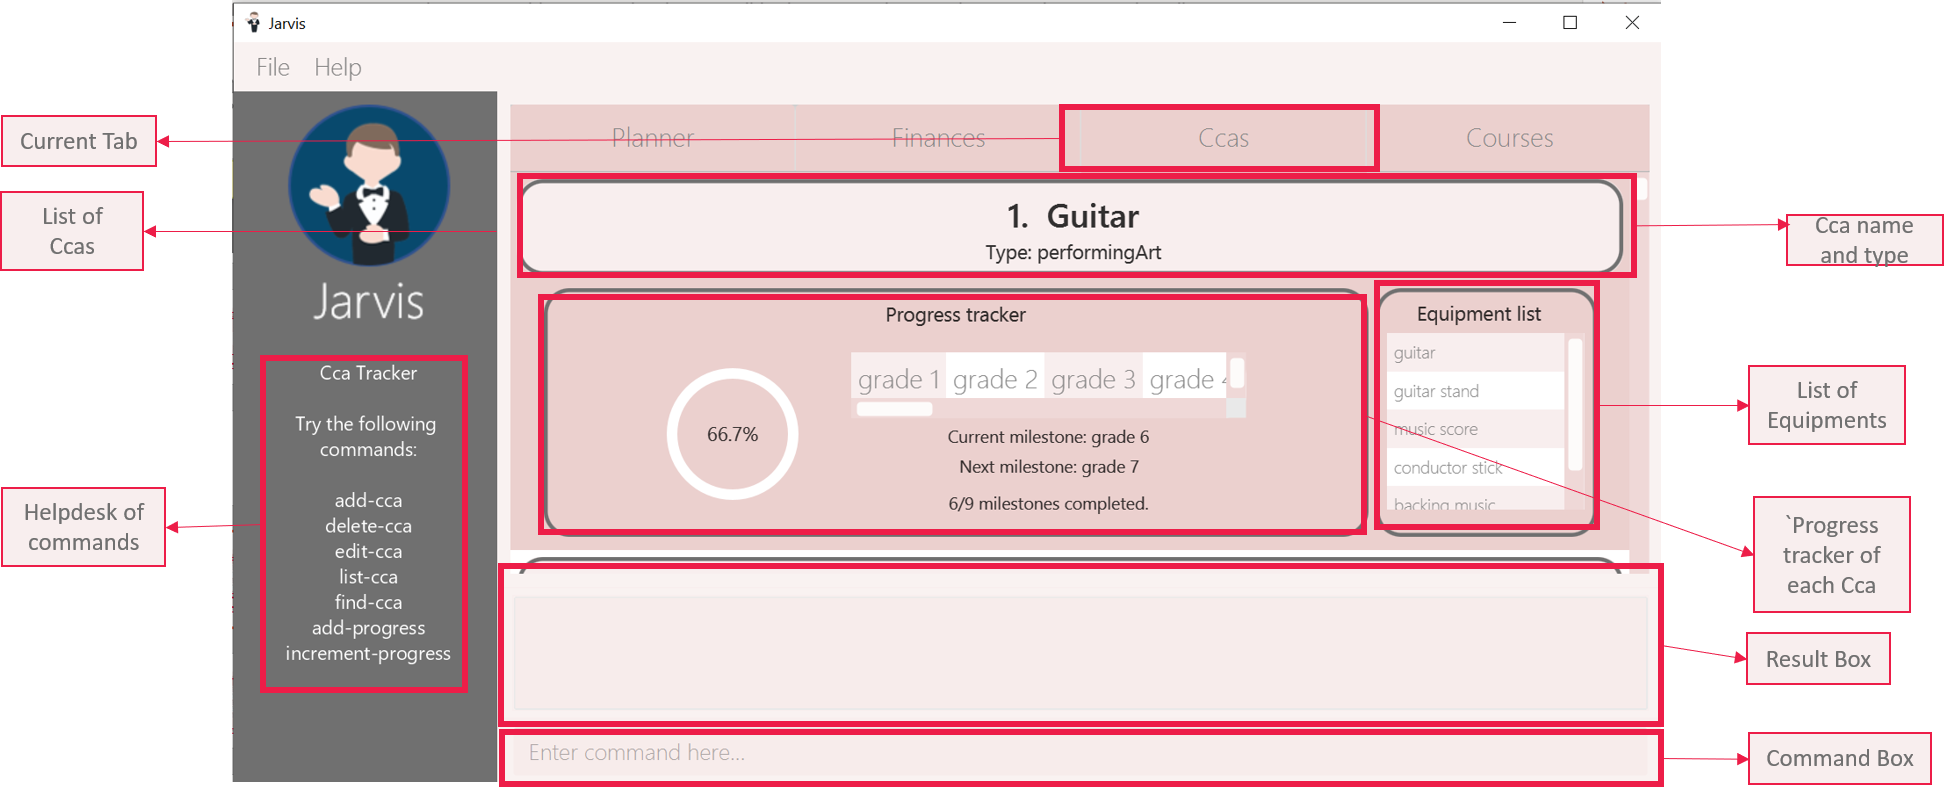 Jarvis
File Help
Current Tab
List of
Ccas
Helpdesk of
commands
Jarvis
Cca Tracker
Try the following
commands:
add-cca
delete-cca
edit-cca
list-cca
find-cca
add-progress
increment-progress
Planner Finances Ccas Courses
1. Guitar
Type: performingArt
Progress tracker
grade 1 grade 2 grade 3 grade 4
66.7%
Current milestone: grade 6
Next milestone: grade 7
6/9 milestones completed.
Equipment list
guitar
guitar stand
music score
conductor stick
backing music
Enter command here...
Cca name
and type
List of
Equipments
`Progress
tracker of
each Cca
Result Box
Command Box